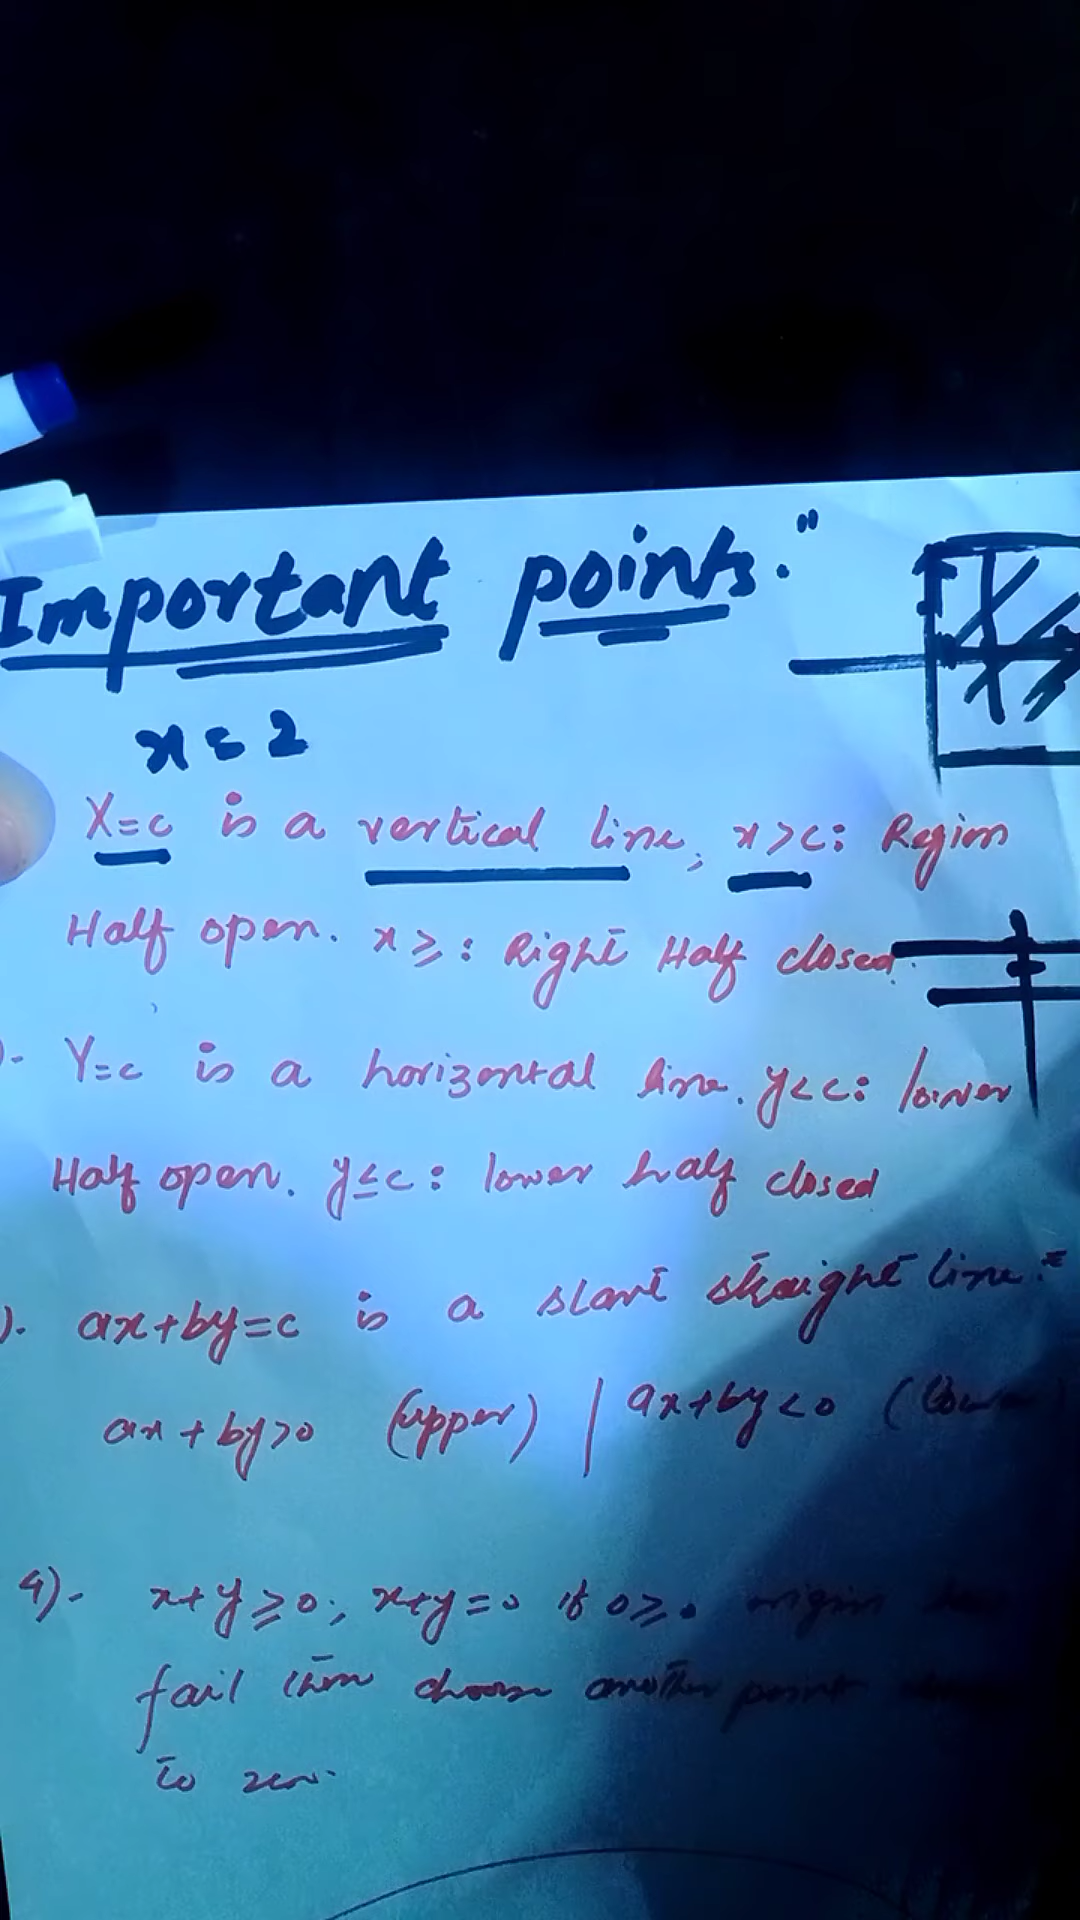 Important points:"
x = 2
X=c is a vertical line, x>c: Region
Half open. x ≥ : Right Half closed.
)- Y=c is a horizontal line. y<c: lower
Half open. y≤c: lower half closed
). ax+by=c is a slant straight line."
ax + by>0 (upper) | ax+by<0 (
4)- x+y≥0; x+y=0 if 0≥0 origin
fail then choose another point
to zero.